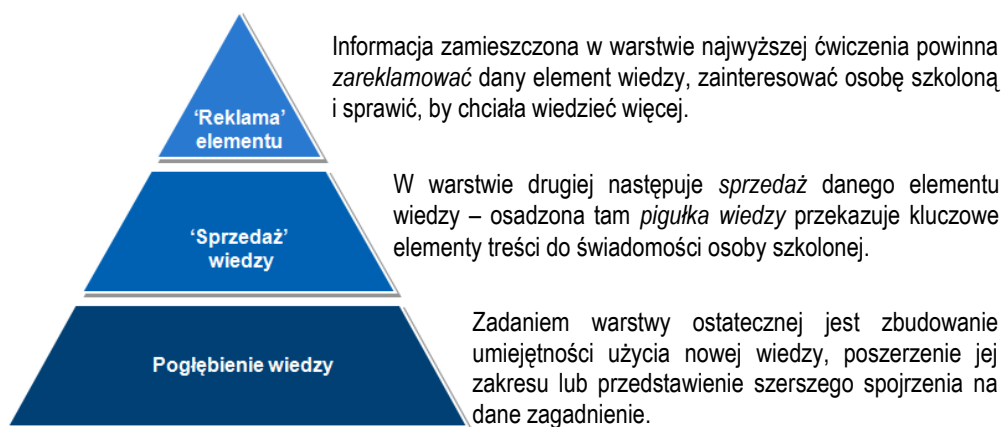 Informacja zamieszczona w warstwie najwyższej ćwiczenia powinna
zareklamować dany element wiedzy, zainteresować osobę szkoloną
i sprawić, by chciała wiedzieć więcej.
‘Reklama’
elementu
W warstwie drugiej następuje sprzedaż danego elementu
wiedzy – osadzona tam pigułka wiedzy przekazuje kluczowe
elementy treści do świadomości osoby szkolonej.
‘Sprzedaż’
wiedzy
Zadaniem warstwy ostatecznej jest zbudowanie
umiejętności użycia nowej wiedzy, poszerzenie jej
zakresu lub przedstawienie szerszego spojrzenia na
dane zagadnienie.
Pogłębienie wiedzy